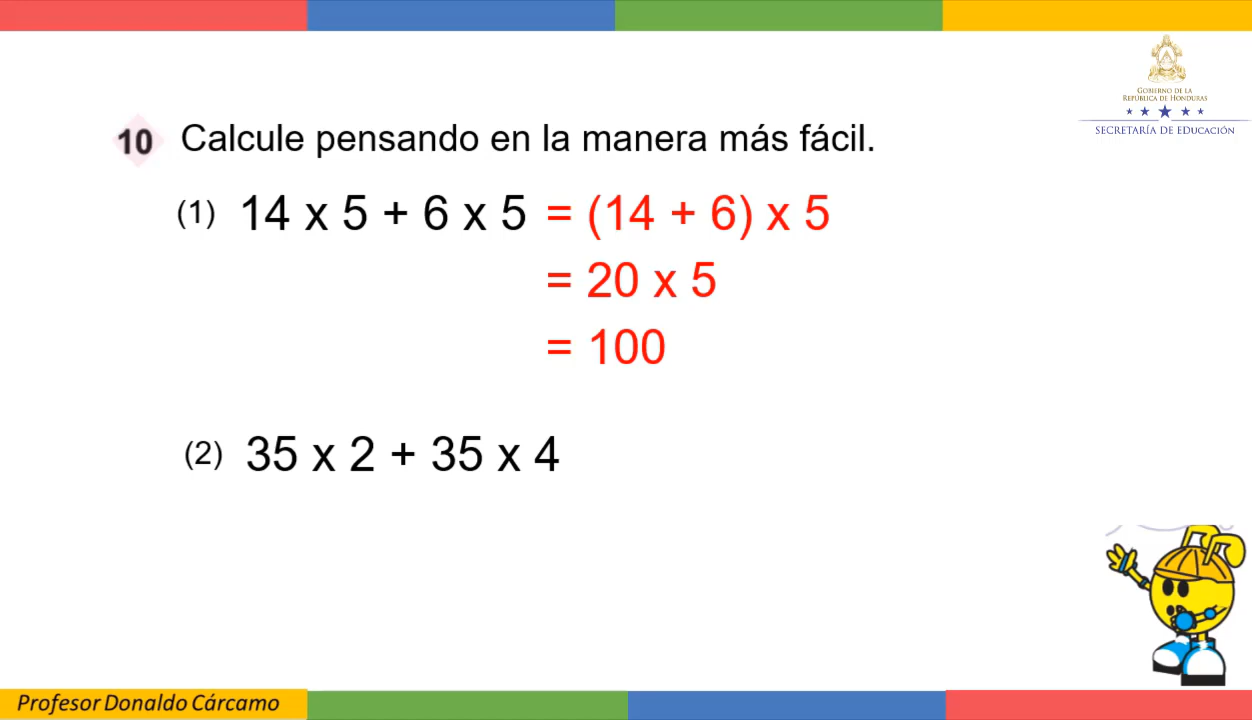 GOBIERNO DE LA
REPÚBLICA DE HONDURAS
SECRETARÍA DE EDUCACIÓN
10 Calcule pensando en la manera más fácil.
(1) 14 x 5 + 6 x 5 = (14 + 6) x 5
= 20 x 5
= 100
(2) 35 x 2 + 35 x 4
Profesor Donaldo Cárcamo